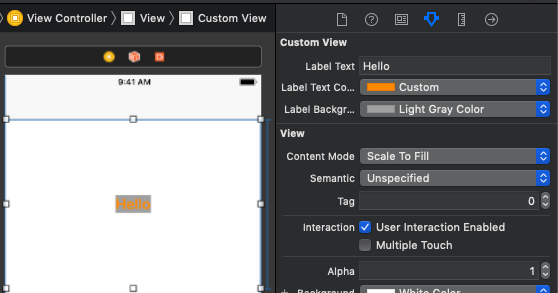 View Controller View Custom View
9:41 AM
Hello
Custom View
Label Text Hello
Label Text Co... Custom
Label Backgr... Light Gray Color
View
Content Mode Scale To Fill
Semantic Unspecified
Tag 0
Interaction User Interaction Enabled
Multiple Touch
Alpha 1
Background White Color